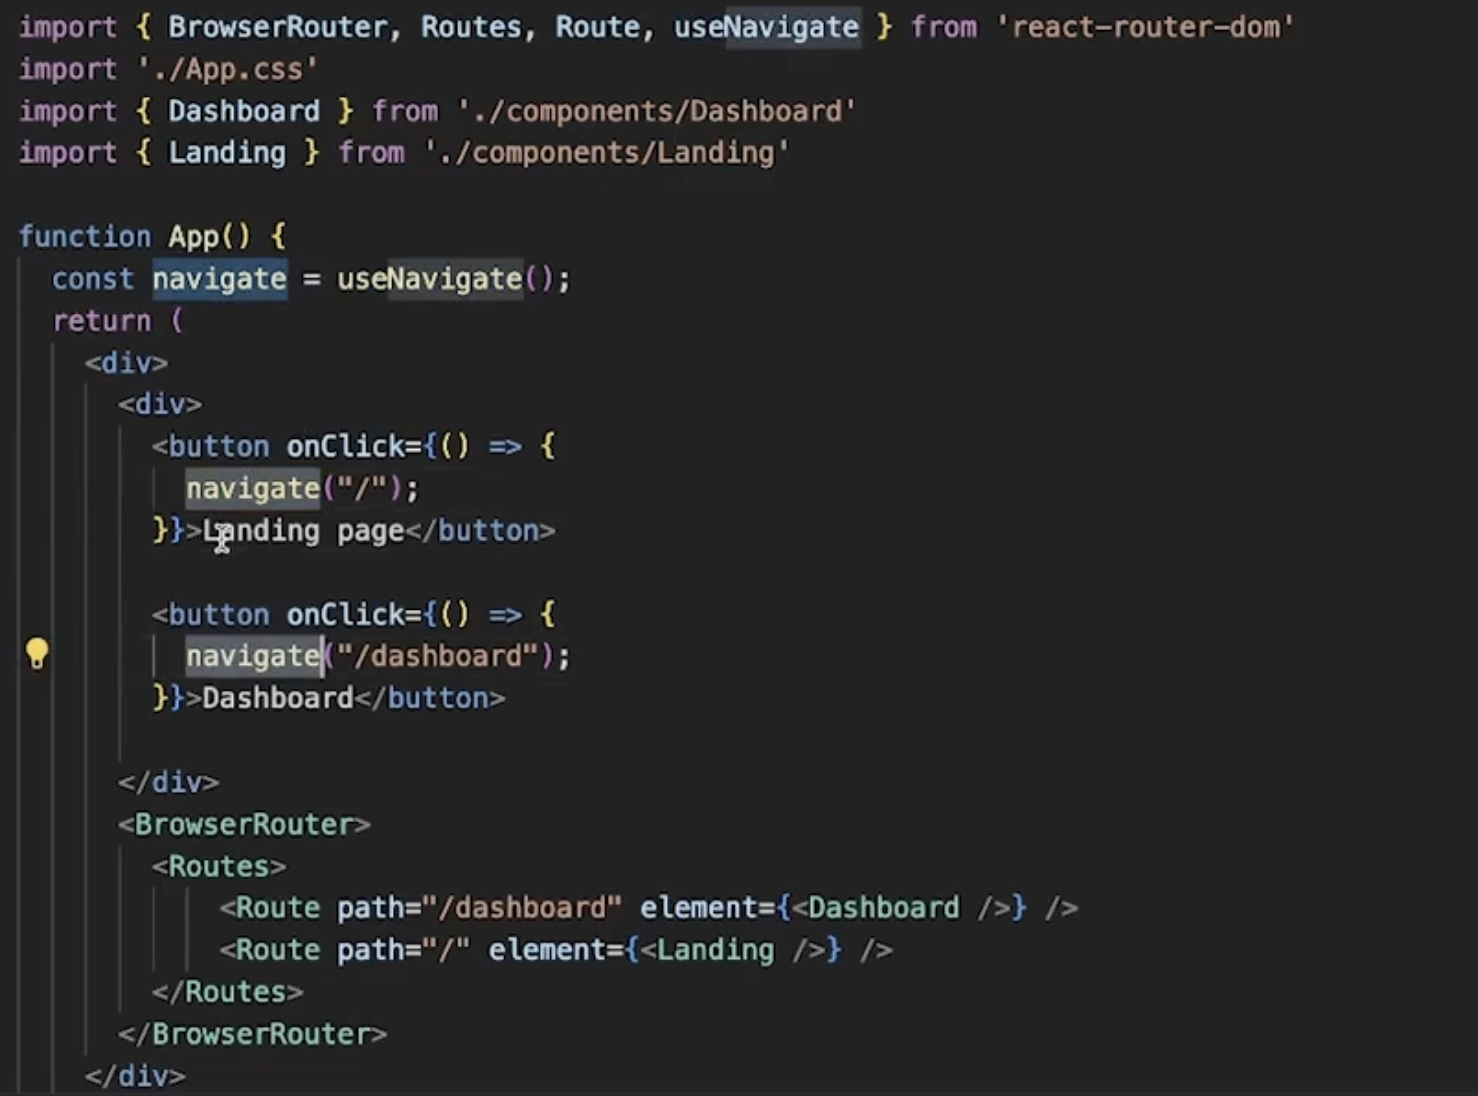 import { BrowserRouter, Routes, Route, useNavigate } from 'react-router-dom'
import './App.css'
import { Dashboard } from './components/Dashboard'
import { Landing } from './components/Landing'

function App() {
  const navigate = useNavigate();
  return (
    <div>
      <div>
        <button onClick={() => {
          navigate("/");
        }}>Landing page</button>

        <button onClick={() => {
          navigate("/dashboard");
        }}>Dashboard</button>

      </div>
      <BrowserRouter>
        <Routes>
            <Route path="/dashboard" element={<Dashboard />} />
            <Route path="/" element={<Landing />} />
        </Routes>
      </BrowserRouter>
    </div>